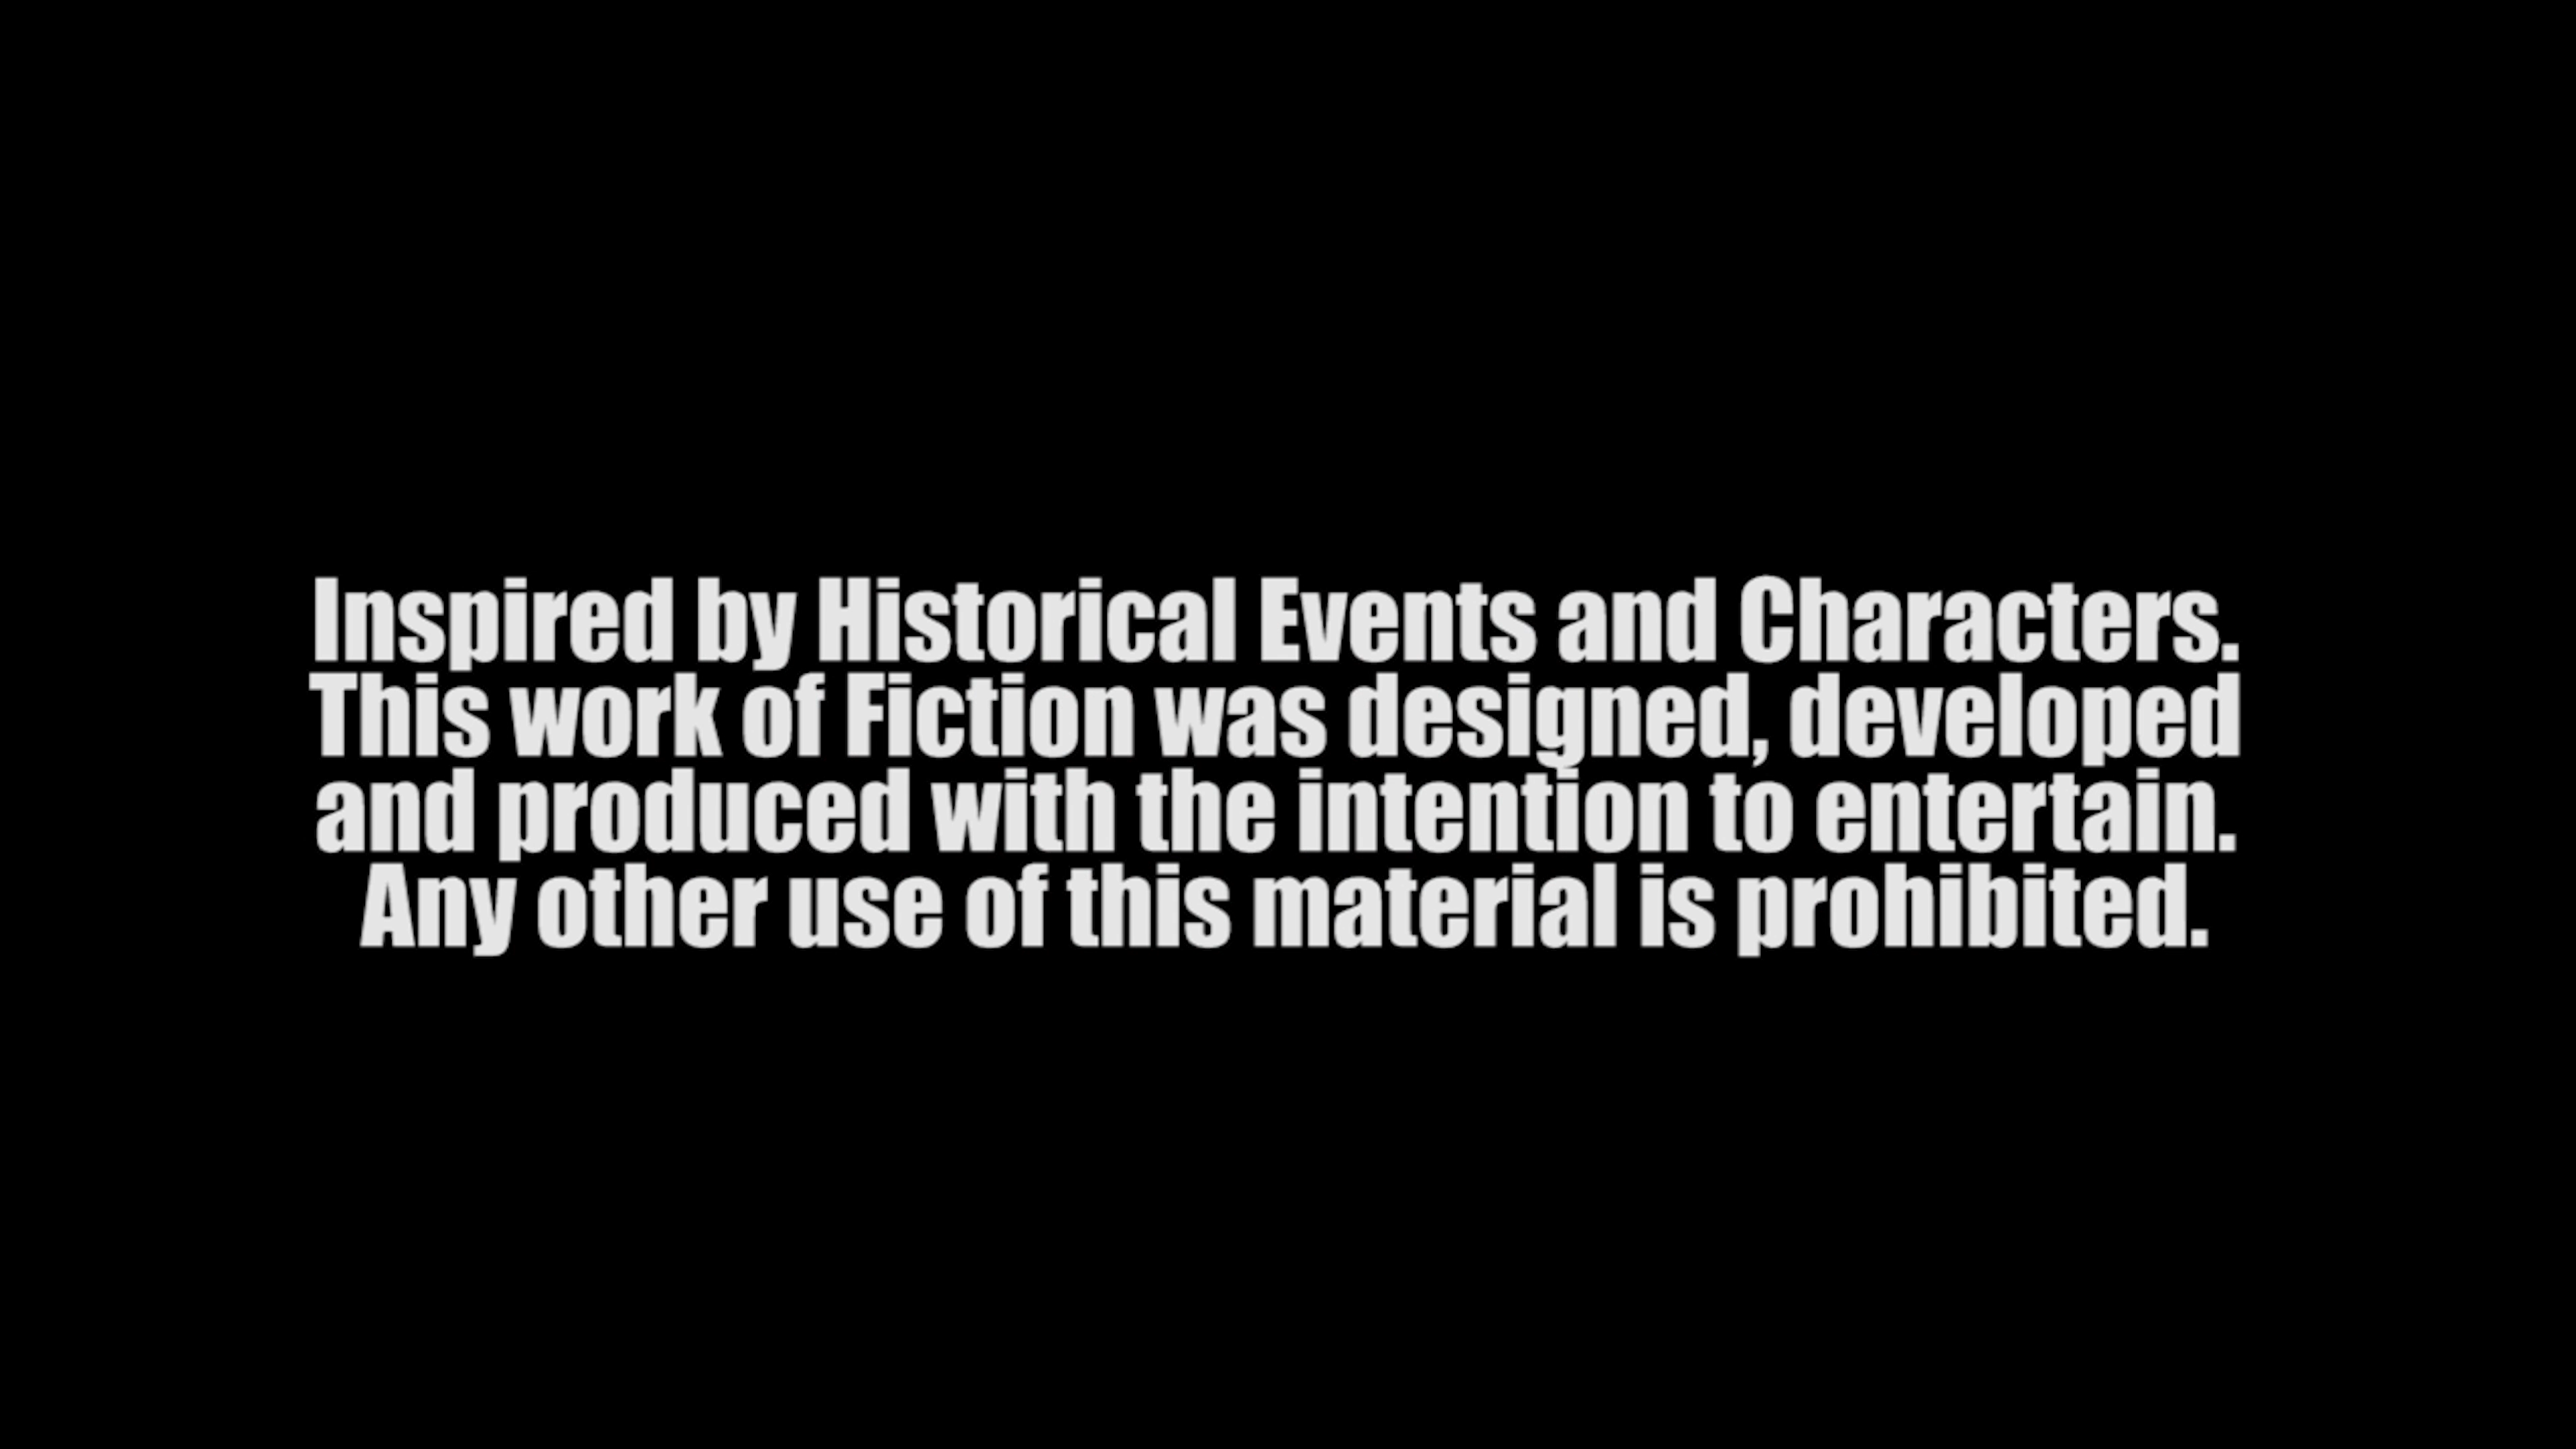 Inspired by Historical Events and Characters.
This work of Fiction was designed, developed
and produced with the intention to entertain.
Any other use of this material is prohibited.